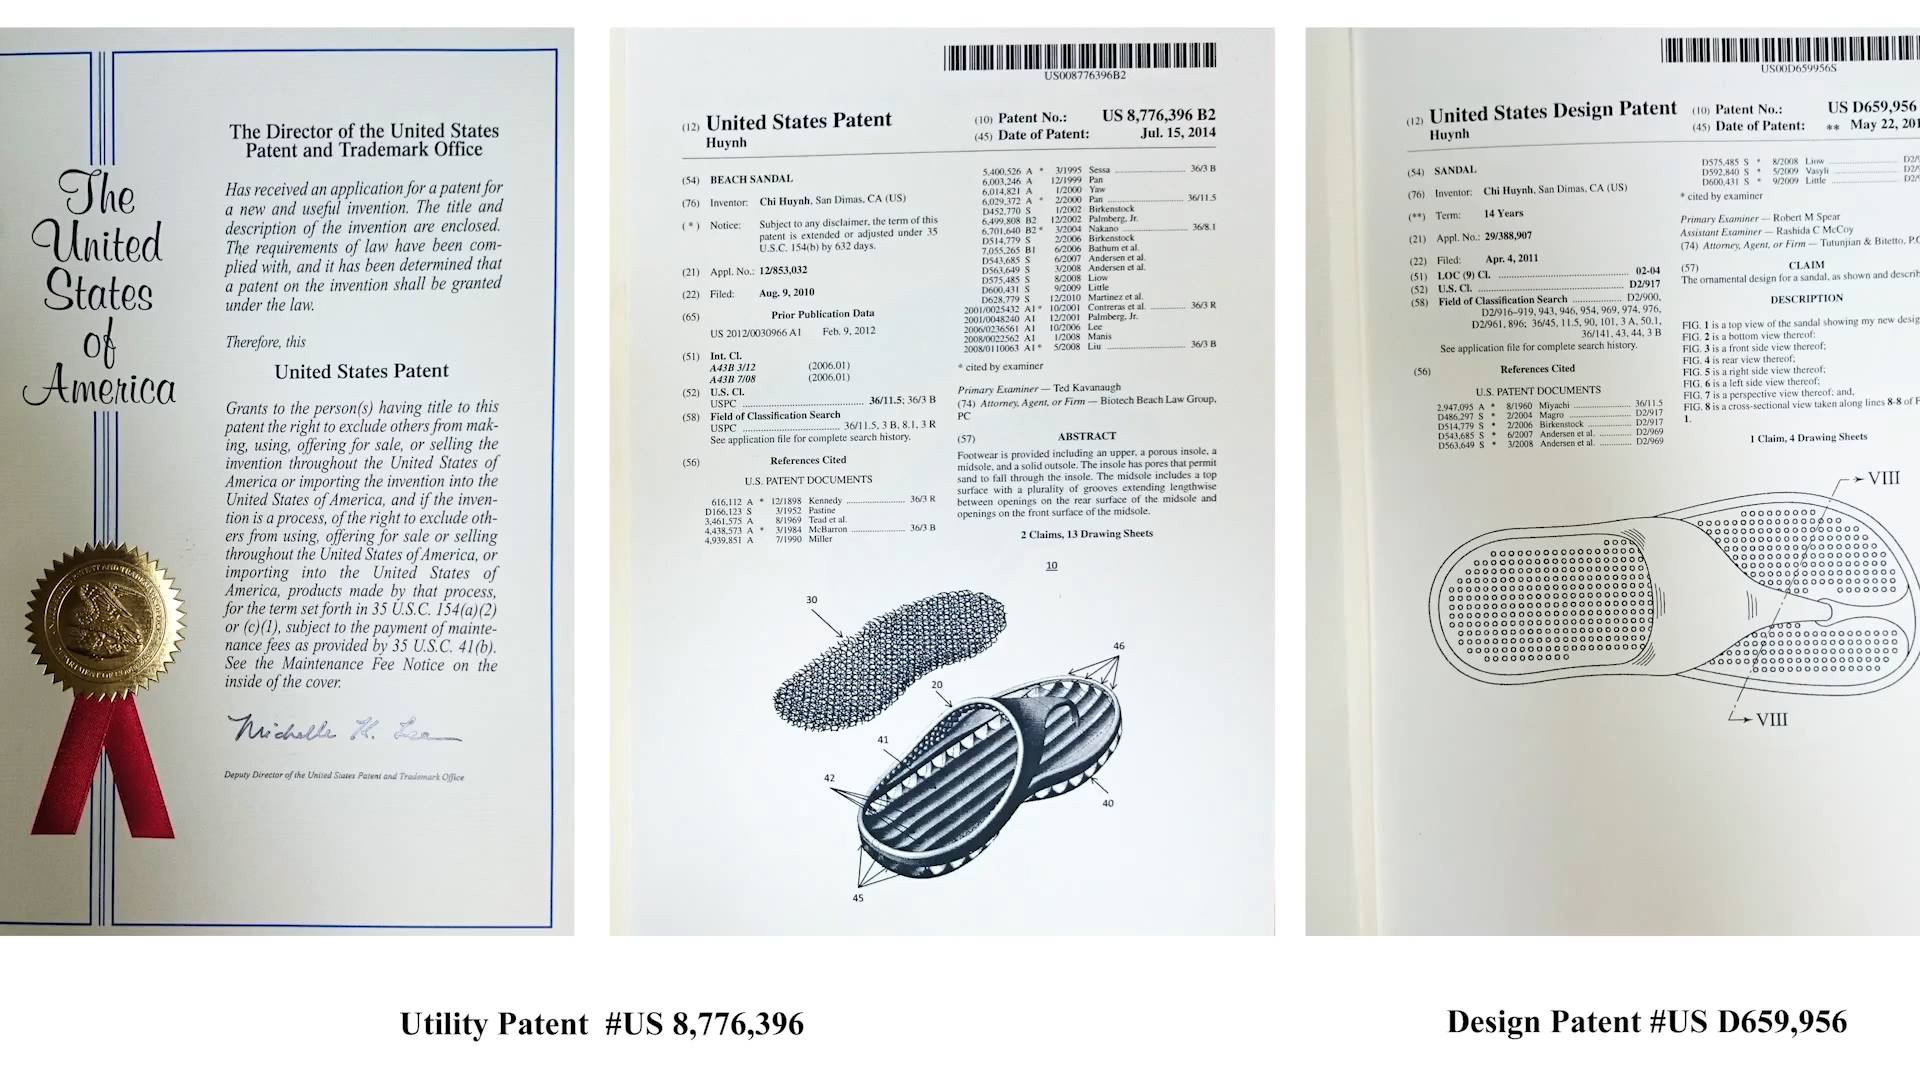 The
United
States
of
America
The Director of the United States
Patent and Trademark Office
Has received an application for a patent for
a new and useful invention. The title and
description of the invention are enclosed.
The requirements of law have been com-
plied with, and it has been determined that
a patent on the invention shall be granted
under the law.
Therefore, this
United States Patent
Grants to the person(s) having title to this
patent the right to exclude others from mak-
ing, using, offering for sale, or selling the
invention throughout the United States of
America or importing the invention into the
United States of America, and if the inven-
tion is a process, of the right to exclude oth-
ers from using, offering for sale or selling
throughout the United States of America, or
importing into the United States of
America, products made by that process,
for the term set forth in 35 U.S.C. 154(a)(2)
or (c)(1), subject to the payment of mainte-
nance fees as provided by 35 U.S.C. 41(b).
See the Maintenance Fee Notice on the
inside of the cover.
Michelle K. Lee
Deputy Director of the United States Patent and Trademark Office
US008776396B2
(12) United States Patent
Huynh
(10) Patent No.: US 8,776,396 B2
(45) Date of Patent: Jul. 15, 2014
(54) BEACH SANDAL
(76) Inventor: Chi Huynh, San Dimas, CA (US)
(*) Notice: Subject to any disclaimer, the term of this
patent is extended or adjusted under 35
U.S.C. 154(b) by 632 days.
(21) Appl. No.: 12/853,032
(22) Filed: Aug. 9, 2010
(65) Prior Publication Data
US 2012/0030966 A1 Feb. 9, 2012
(51) Int. Cl.
A43B 3/12 (2006.01)
A43B 7/08 (2006.01)
(52) U.S. Cl.
USPC 36/11.5; 36/3 B
(58) Field of Classification Search
USPC 36/11.5, 3 B, 8.1, 3 R
See application file for complete search history.
(56) References Cited
U.S. PATENT DOCUMENTS
616,112 A * 12/1898 Kennedy 36/3 R
D166,123 S 3/1952 Pastine
3,461,575 A 8/1969 Tead et al.
4,438,573 A * 3/1984 McBarron 36/3 B
4,939,851 A 7/1990 Miller
5,400,526 A * 3/1995 Sessa 36/3 B
6,003,246 A 12/1999 Pan
6,014,821 A 1/2000 Yaw
6,029,372 A * 2/2000 Pan 36/11.5
D452,770 S 1/2002 Birkenstock
6,499,808 B2 12/2002 Palmberg, Jr.
6,701,640 B2 * 3/2004 Nakano 36/8.1
D514,779 S 2/2006 Birkenstock
7,055,265 B1 6/2006 Bathum et al.
D543,685 S 6/2007 Andersen et al.
D563,649 S 3/2008 Andersen et al.
D575,485 S 8/2008 Liow
D600,431 S 9/2009 Little
D628,779 S 12/2010 Martinez et al.
2001/0025432 A1 * 10/2001 Contreras et al. 36/3 R
2001/0048240 A1 12/2001 Palmberg, Jr.
2006/0236561 A1 10/2006 Lee
2008/0022562 A1 1/2008 Manis
2008/0110063 A1 * 5/2008 Liu 36/3 B
* cited by examiner
Primary Examiner — Ted Kavanaugh
(74) Attorney, Agent, or Firm — Biotech Beach Law Group,
PC
(57) ABSTRACT
Footwear is provided including an upper, a porous insole, a
midsole, and a solid outsole. The insole has pores that permit
sand to fall through the insole. The midsole includes a top
surface with a plurality of grooves extending lengthwise
between openings on the rear surface of the midsole and
openings on the front surface of the midsole.
2 Claims, 13 Drawing Sheets
10
30
46
20
41
42
40
45
US00D659956S
(12) United States Design Patent
Huynh
(10) Patent No.: US D659,956
(45) Date of Patent: ** May 22, 201
(54) SANDAL
(76) Inventor: Chi Huynh, San Dimas, CA (US)
(**) Term: 14 Years
(21) Appl. No.: 29/388,907
(22) Filed: Apr. 4, 2011
(51) LOC (9) Cl. 02-04
(52) U.S. Cl. D2/917
(58) Field of Classification Search D2/900,
D2/916-919, 943, 946, 954, 969, 974, 976,
D2/961, 896; 36/45, 11.5, 90, 101, 3 A, 50.1,
36/141, 43, 44, 3 B
See application file for complete search history.
(56) References Cited
U.S. PATENT DOCUMENTS
2,947,095 A * 8/1960 Miyachi 36/11.5
D486,297 S * 2/2004 Magro D2/917
D514,779 S * 2/2006 Birkenstock D2/917
D543,685 S * 6/2007 Andersen et al. D2/969
D563,649 S * 3/2008 Andersen et al. D2/969
D575,485 S * 8/2008 Liow
D592,840 S * 5/2009 Vasyli
D600,431 S * 9/2009 Little
* cited by examiner
Primary Examiner — Robert M Spear
Assistant Examiner — Rashida C McCoy
(74) Attorney, Agent, or Firm — Tutunjian & Bitetto, P.C
(57) CLAIM
The ornamental design for a sandal, as shown and describ
DESCRIPTION
FIG. 1 is a top view of the sandal showing my new desig
FIG. 2 is a bottom view thereof;
FIG. 3 is a front side view thereof;
FIG. 4 is rear view thereof;
FIG. 5 is a right side view thereof;
FIG. 6 is a left side view thereof;
FIG. 7 is a perspective view thereof; and,
FIG. 8 is a cross-sectional view taken along lines 8-8 of F
1.
1 Claim, 4 Drawing Sheets
VIII
VIII
Utility Patent #US 8,776,396
Design Patent #US D659,956